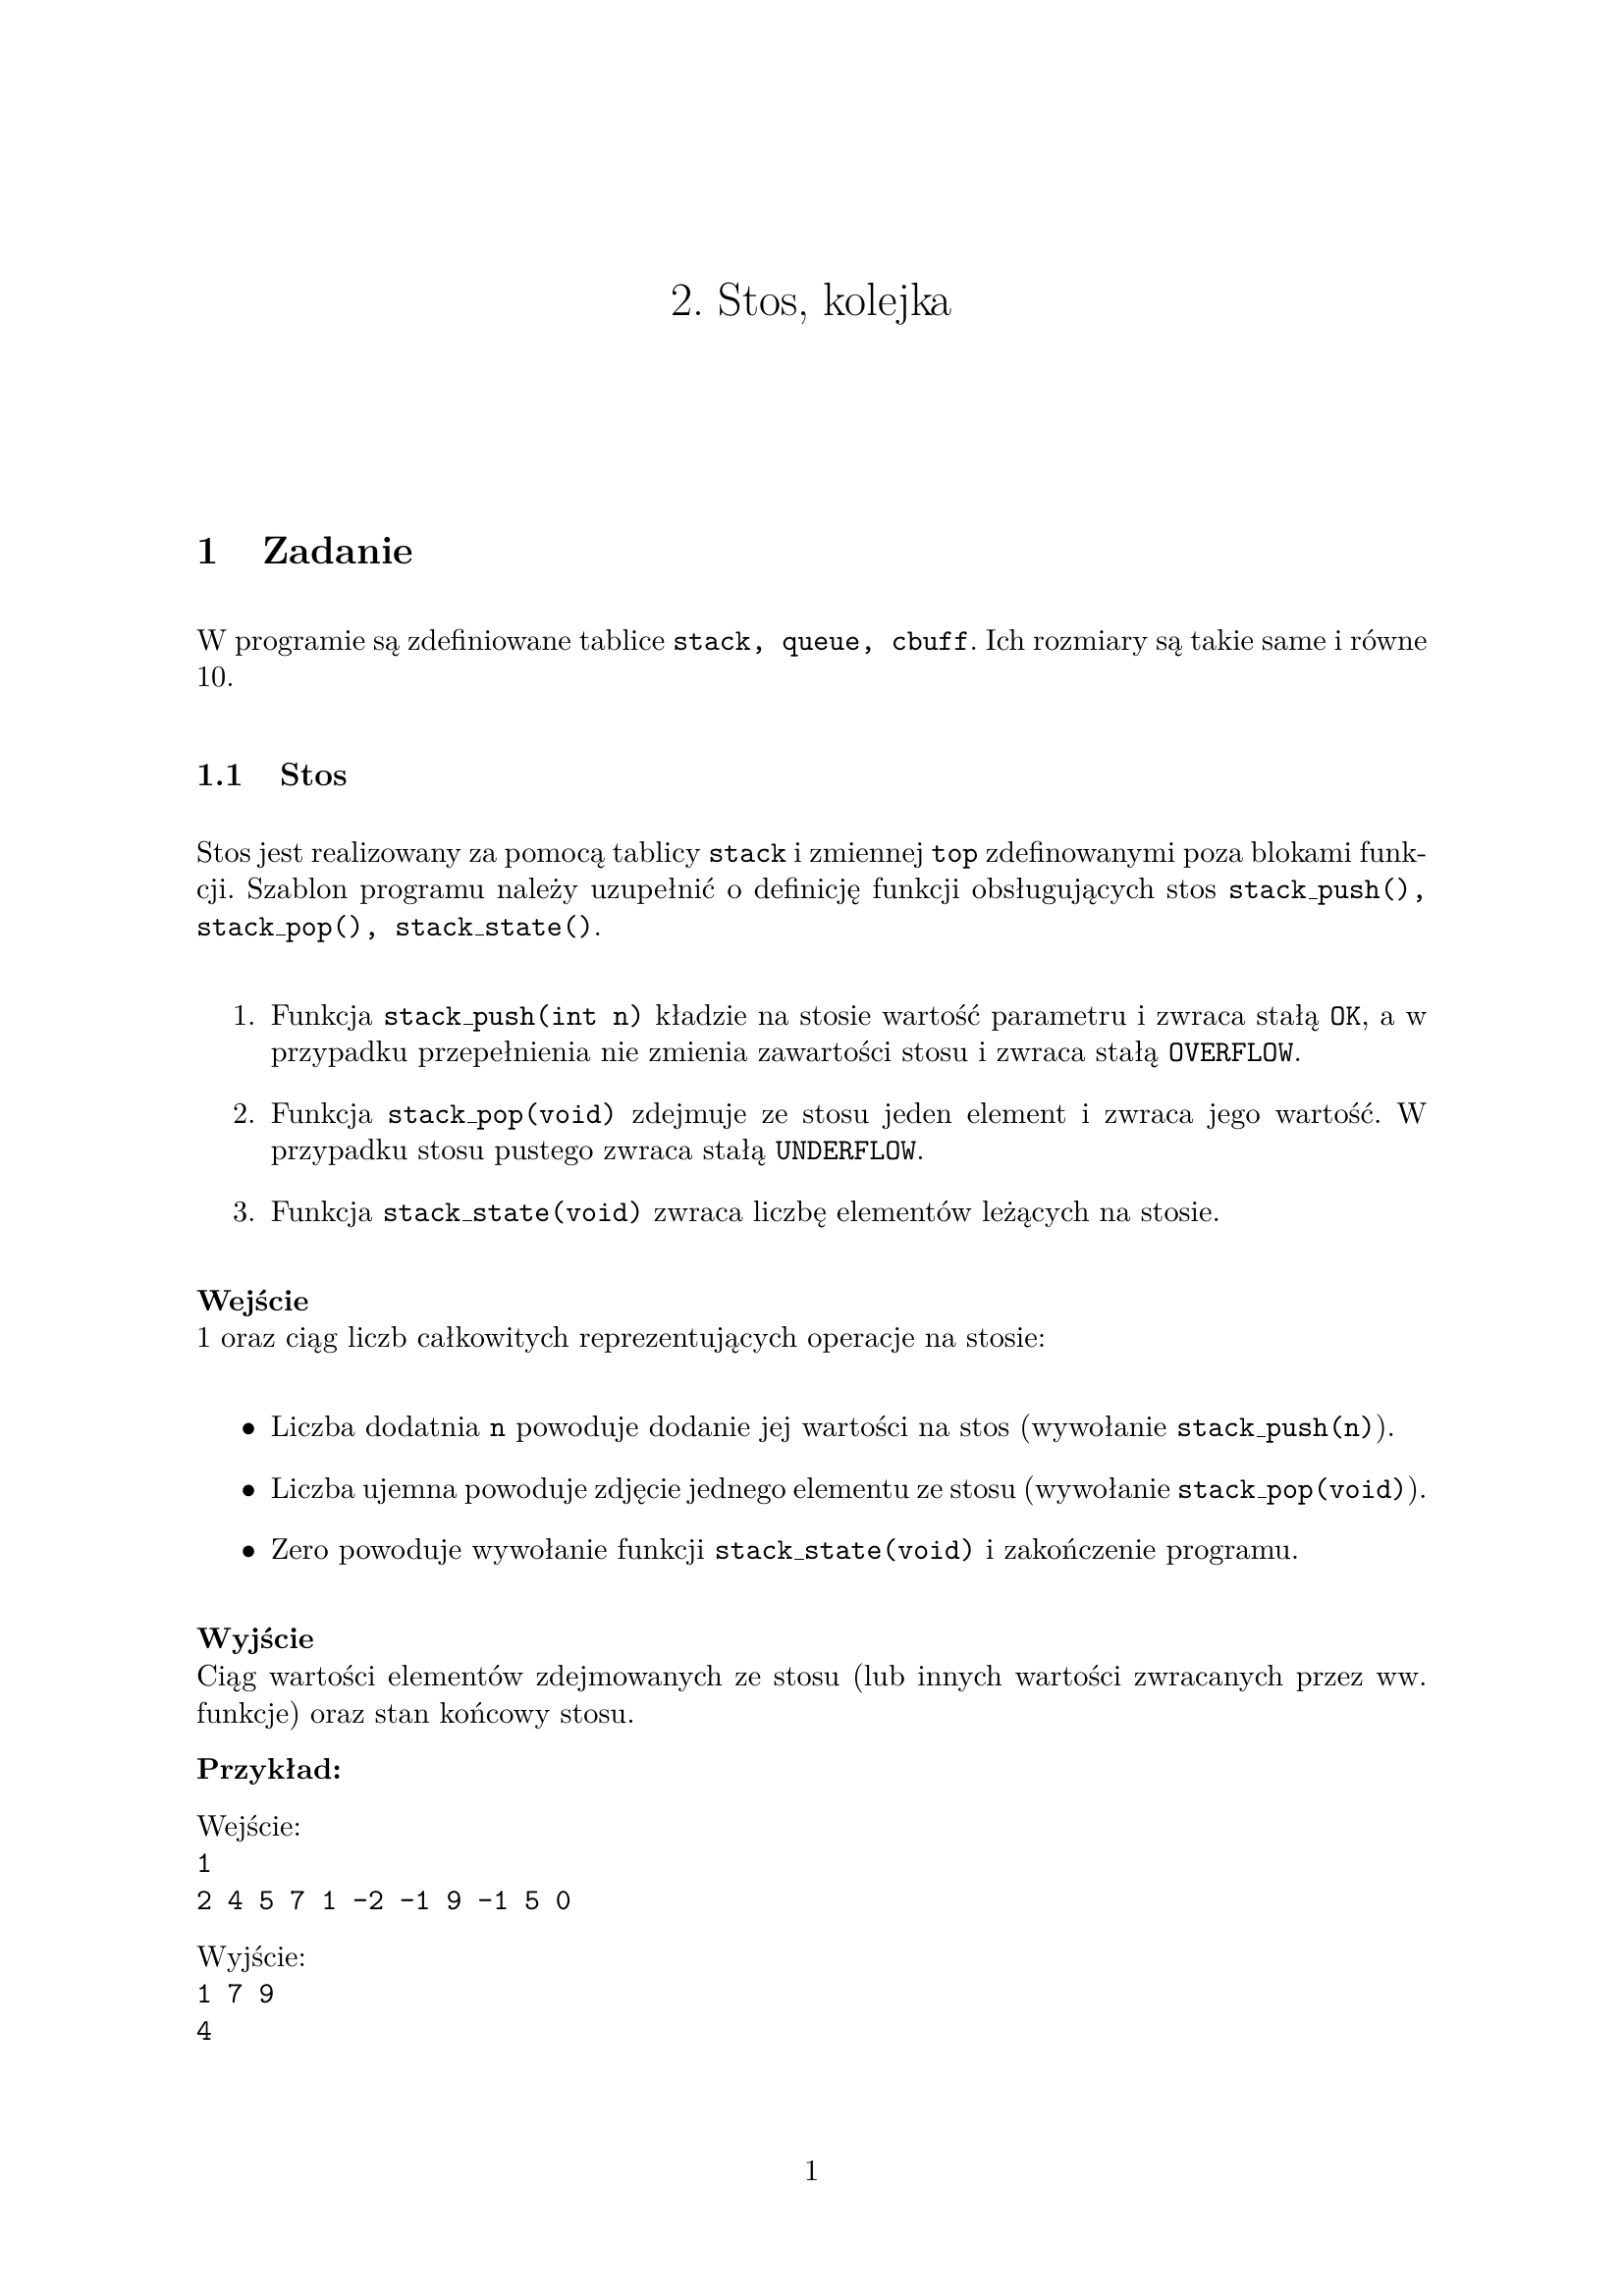 2. Stos, kolejka
1 Zadanie
W programie są zdefiniowane tablice stack, queue, cbuff. Ich rozmiary są takie same i równe
10.
1.1 Stos
Stos jest realizowany za pomocą tablicy stack i zmiennej top zdefinowanymi poza blokami funk-
cji. Szablon programu należy uzupełnić o definicję funkcji obsługujących stos stack_push(),
stack_pop(), stack_state().
1. Funkcja stack_push(int n) kładzie na stosie wartość parametru i zwraca stałą OK, a w
przypadku przepełnienia nie zmienia zawartości stosu i zwraca stałą OVERFLOW.
2. Funkcja stack_pop(void) zdejmuje ze stosu jeden element i zwraca jego wartość. W
przypadku stosu pustego zwraca stałą UNDERFLOW.
3. Funkcja stack_state(void) zwraca liczbę elementów leżących na stosie.
Wejście
1 oraz ciąg liczb całkowitych reprezentujących operacje na stosie:
• Liczba dodatnia n powoduje dodanie jej wartości na stos (wywołanie stack_push(n)).
• Liczba ujemna powoduje zdjęcie jednego elementu ze stosu (wywołanie stack_pop(void)).
• Zero powoduje wywołanie funkcji stack_state(void) i zakończenie programu.
Wyjście
Ciąg wartości elementów zdejmowanych ze stosu (lub innych wartości zwracanych przez ww.
funkcje) oraz stan końcowy stosu.
Przykład:
Wejście:
1
2 4 5 7 1 -2 -1 9 -1 5 0
Wyjście:
1 7 9
4
1